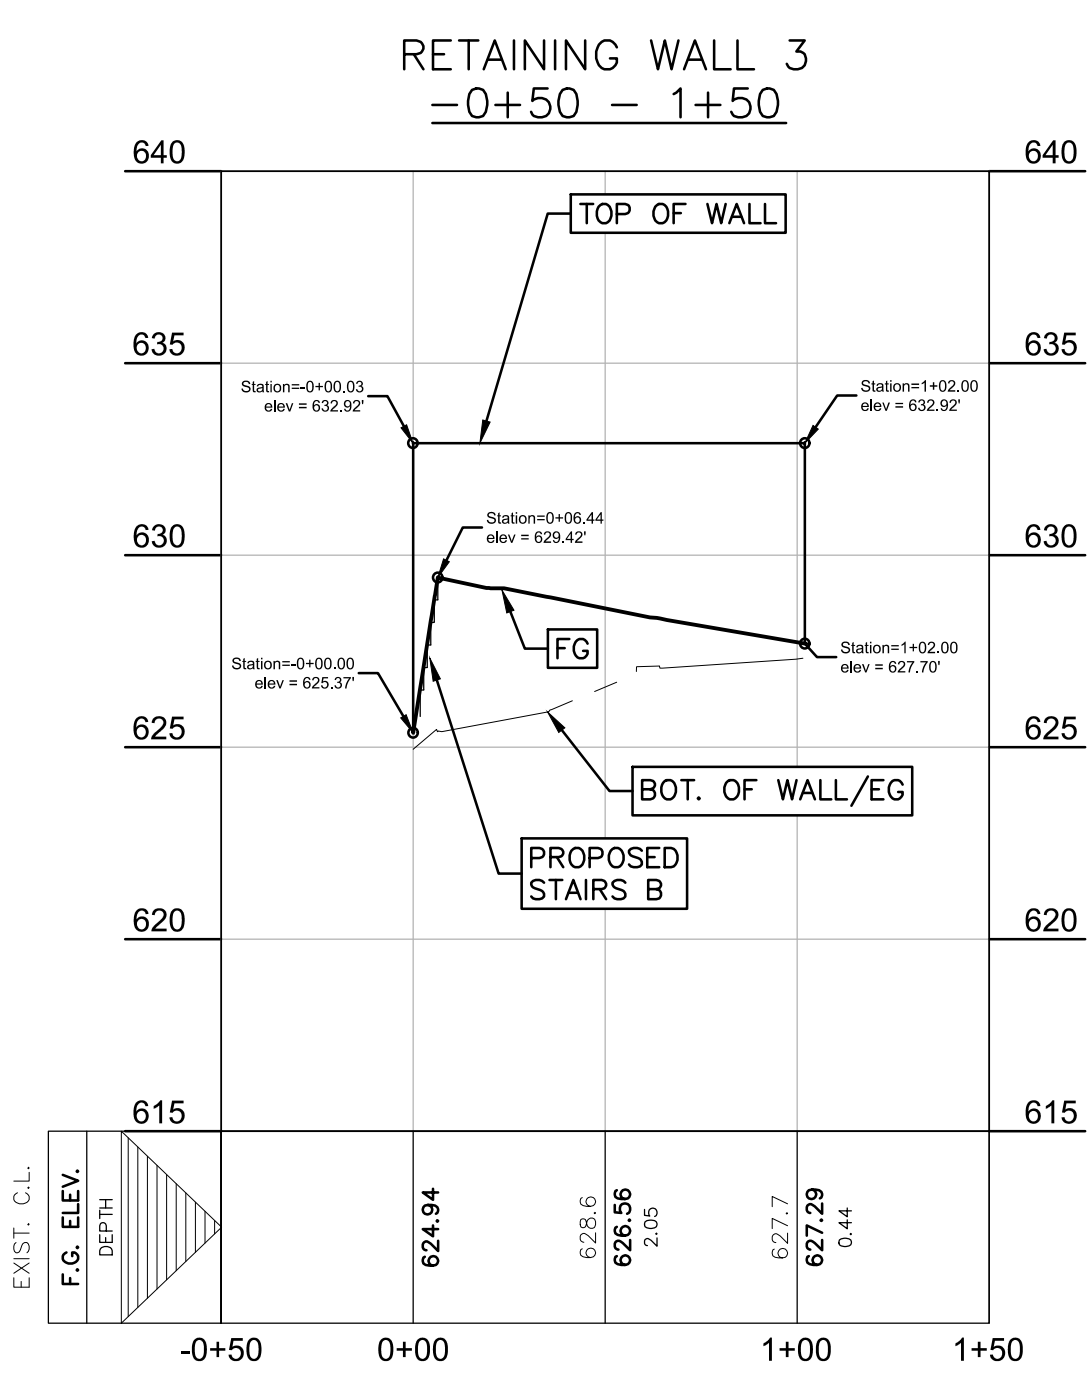 RETAINING WALL 3
-0+50 - 1+50
640
640
TOP OF WALL
635
635
Station=-0+00.03
elev = 632.92'
Station=1+02.00
elev = 632.92'
Station=0+06.44
elev = 629.42'
630
630
FG
Station=-0+00.00
elev = 625.37'
Station=1+02.00
elev = 627.70'
625
625
BOT. OF WALL/EG
PROPOSED
STAIRS B
620
620
615
615
EXIST. C.L.
F.G. ELEV.
DEPTH
624.94
628.6
626.56
2.05
627.7
627.29
0.44
-0+50
0+00
1+00
1+50